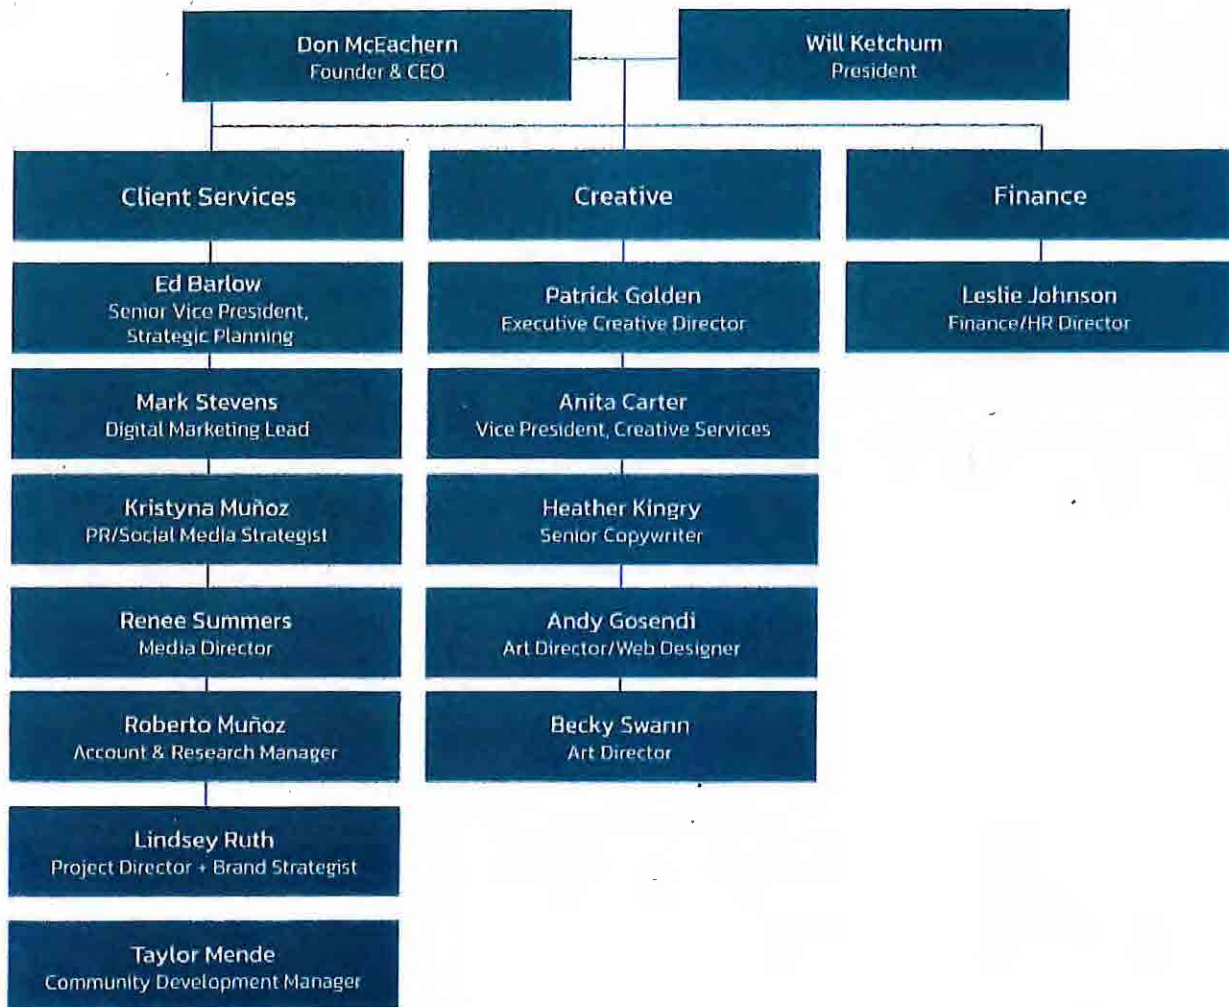 Don McEachern
Founder & CEO
Will Ketchum
President
Client Services
Creative
Finance
Ed Barlow
Senior Vice President,
Strategic Planning
Patrick Golden
Executive Creative Director
Leslie Johnson
Finance/HR Director
Mark Stevens
Digital Marketing Lead
Anita Carter
Vice President, Creative Services
Kristyna Muñoz
PR/Social Media Strategist
Heather Kingry
Senior Copywriter
Renee Summers
Media Director
Andy Gosendi
Art Director/Web Designer
Roberto Muñoz
Account & Research Manager
Becky Swann
Art Director
Lindsey Ruth
Project Director + Brand Strategist
Taylor Mende
Community Development Manager